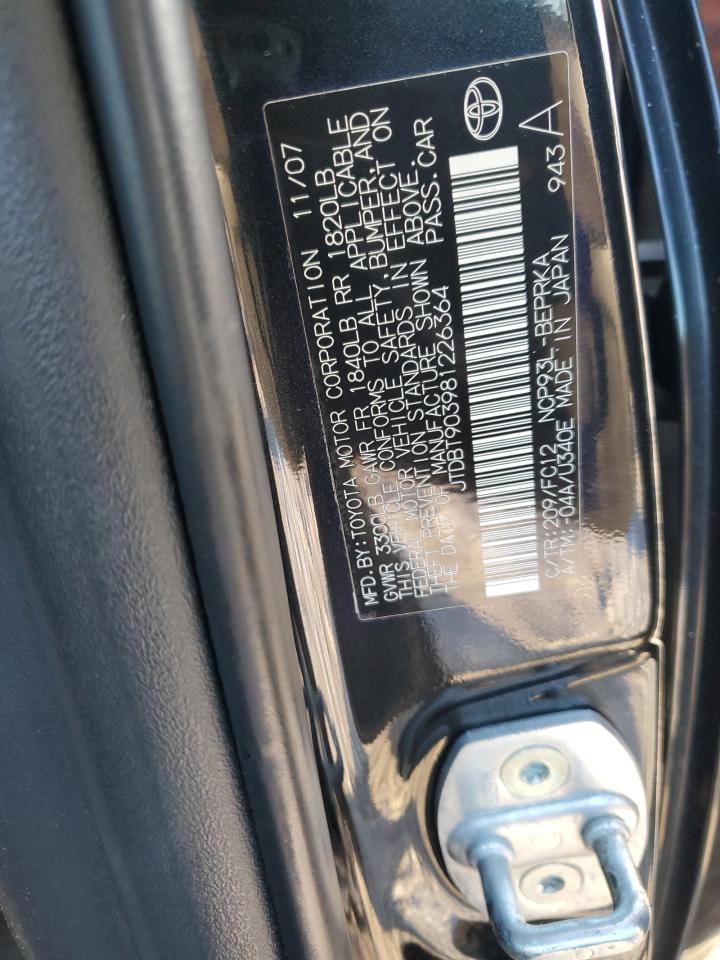 MFD.BY:TOYOTA MOTOR CORPORATION 11/07
GVWR 3300LB GAWR FR 1840LB RR 1820LB
THIS VEHICLE CONFORMS TO ALL APPLICABLE
FEDERAL MOTOR VEHICLE SAFETY,BUMPER,AND
THEFT PREVENTION STANDARDS IN EFFECT ON
THE DATE OF MANUFACTURE SHOWN ABOVE.
JTDBT903981226364 PASS.CAR
C/TR:209/FC12 NCP93L-BEPRKA 943
A/TM:-04A/U340E MADE IN JAPAN A